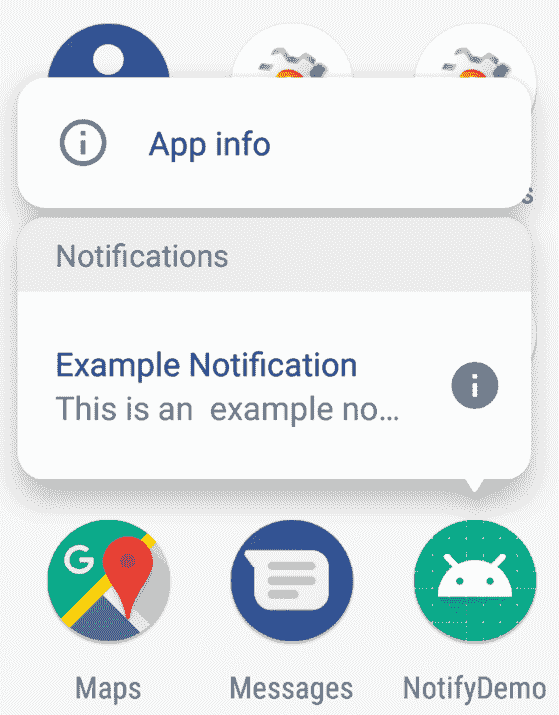 App info
Notifications
Example Notification
This is an  example no...
G
Maps
Messages
NotifyDemo